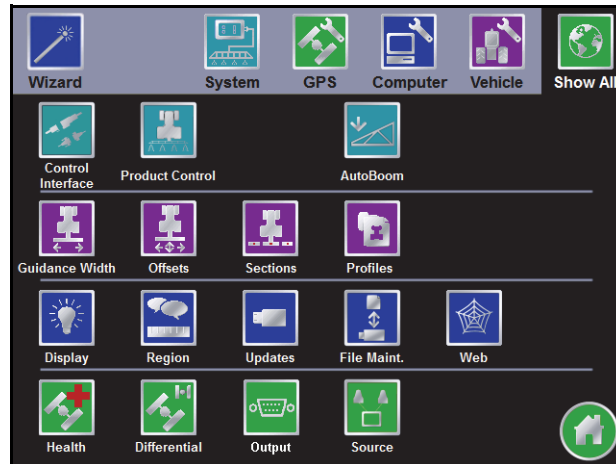 Wizard
System
GPS
Computer
Vehicle
Show All
Control
Interface
Product Control
AutoBoom
Guidance Width
Offsets
Sections
Profiles
Display
Region
Updates
File Maint.
Web
Health
Differential
Output
Source